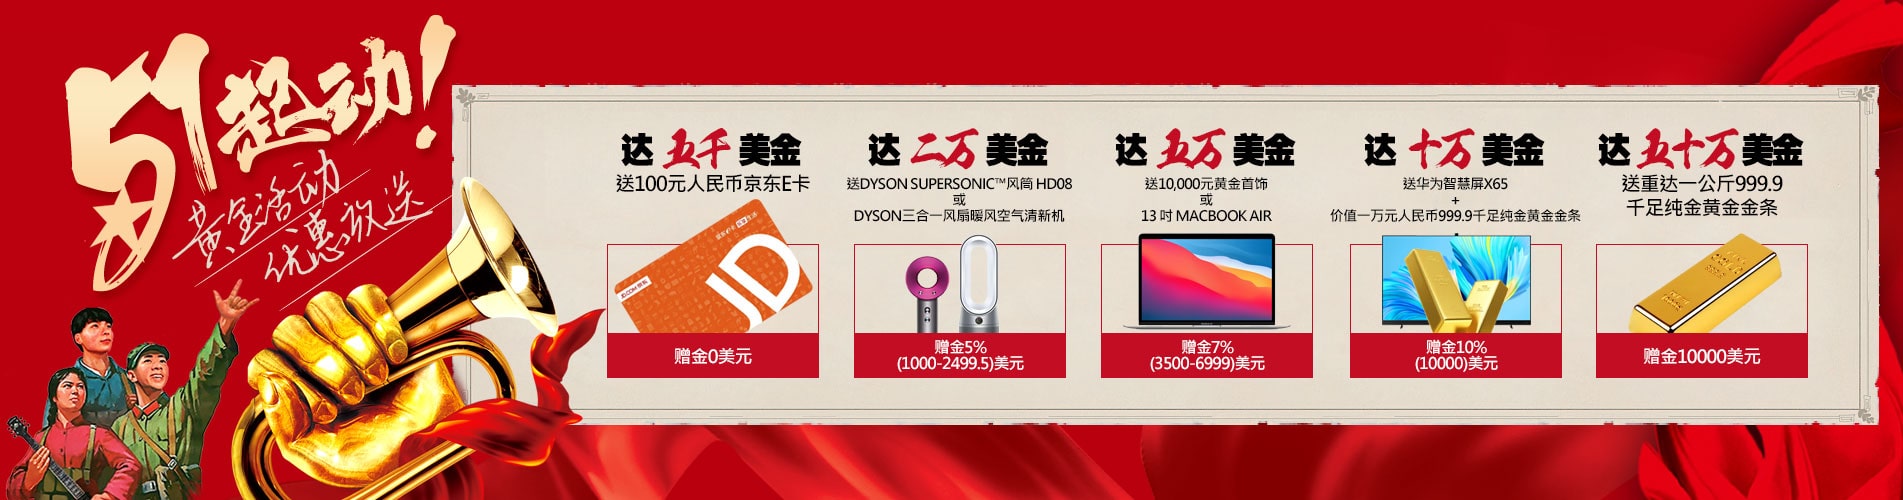 51起动!
黄金活动
优惠放送
达 五千 美金
送100元人民币京东E卡
JD.COM 京东
JD
赠金0美元
达 二万 美金
送DYSON SUPERSONIC™风筒 HD08
或
DYSON三合一风扇暖风空气清新机
赠金5%
(1000-2499.5)美元
达 五万 美金
送10,000元黄金首饰
或
13 吋 MACBOOK AIR
赠金7%
(3500-6999)美元
达 十万 美金
送华为智慧屏X65
+
价值一万元人民币999.9千足纯金黄金金条
赠金10%
(10000)美元
达 五十万 美金
送重达一公斤999.9
千足纯金黄金金条
赠金10000美元